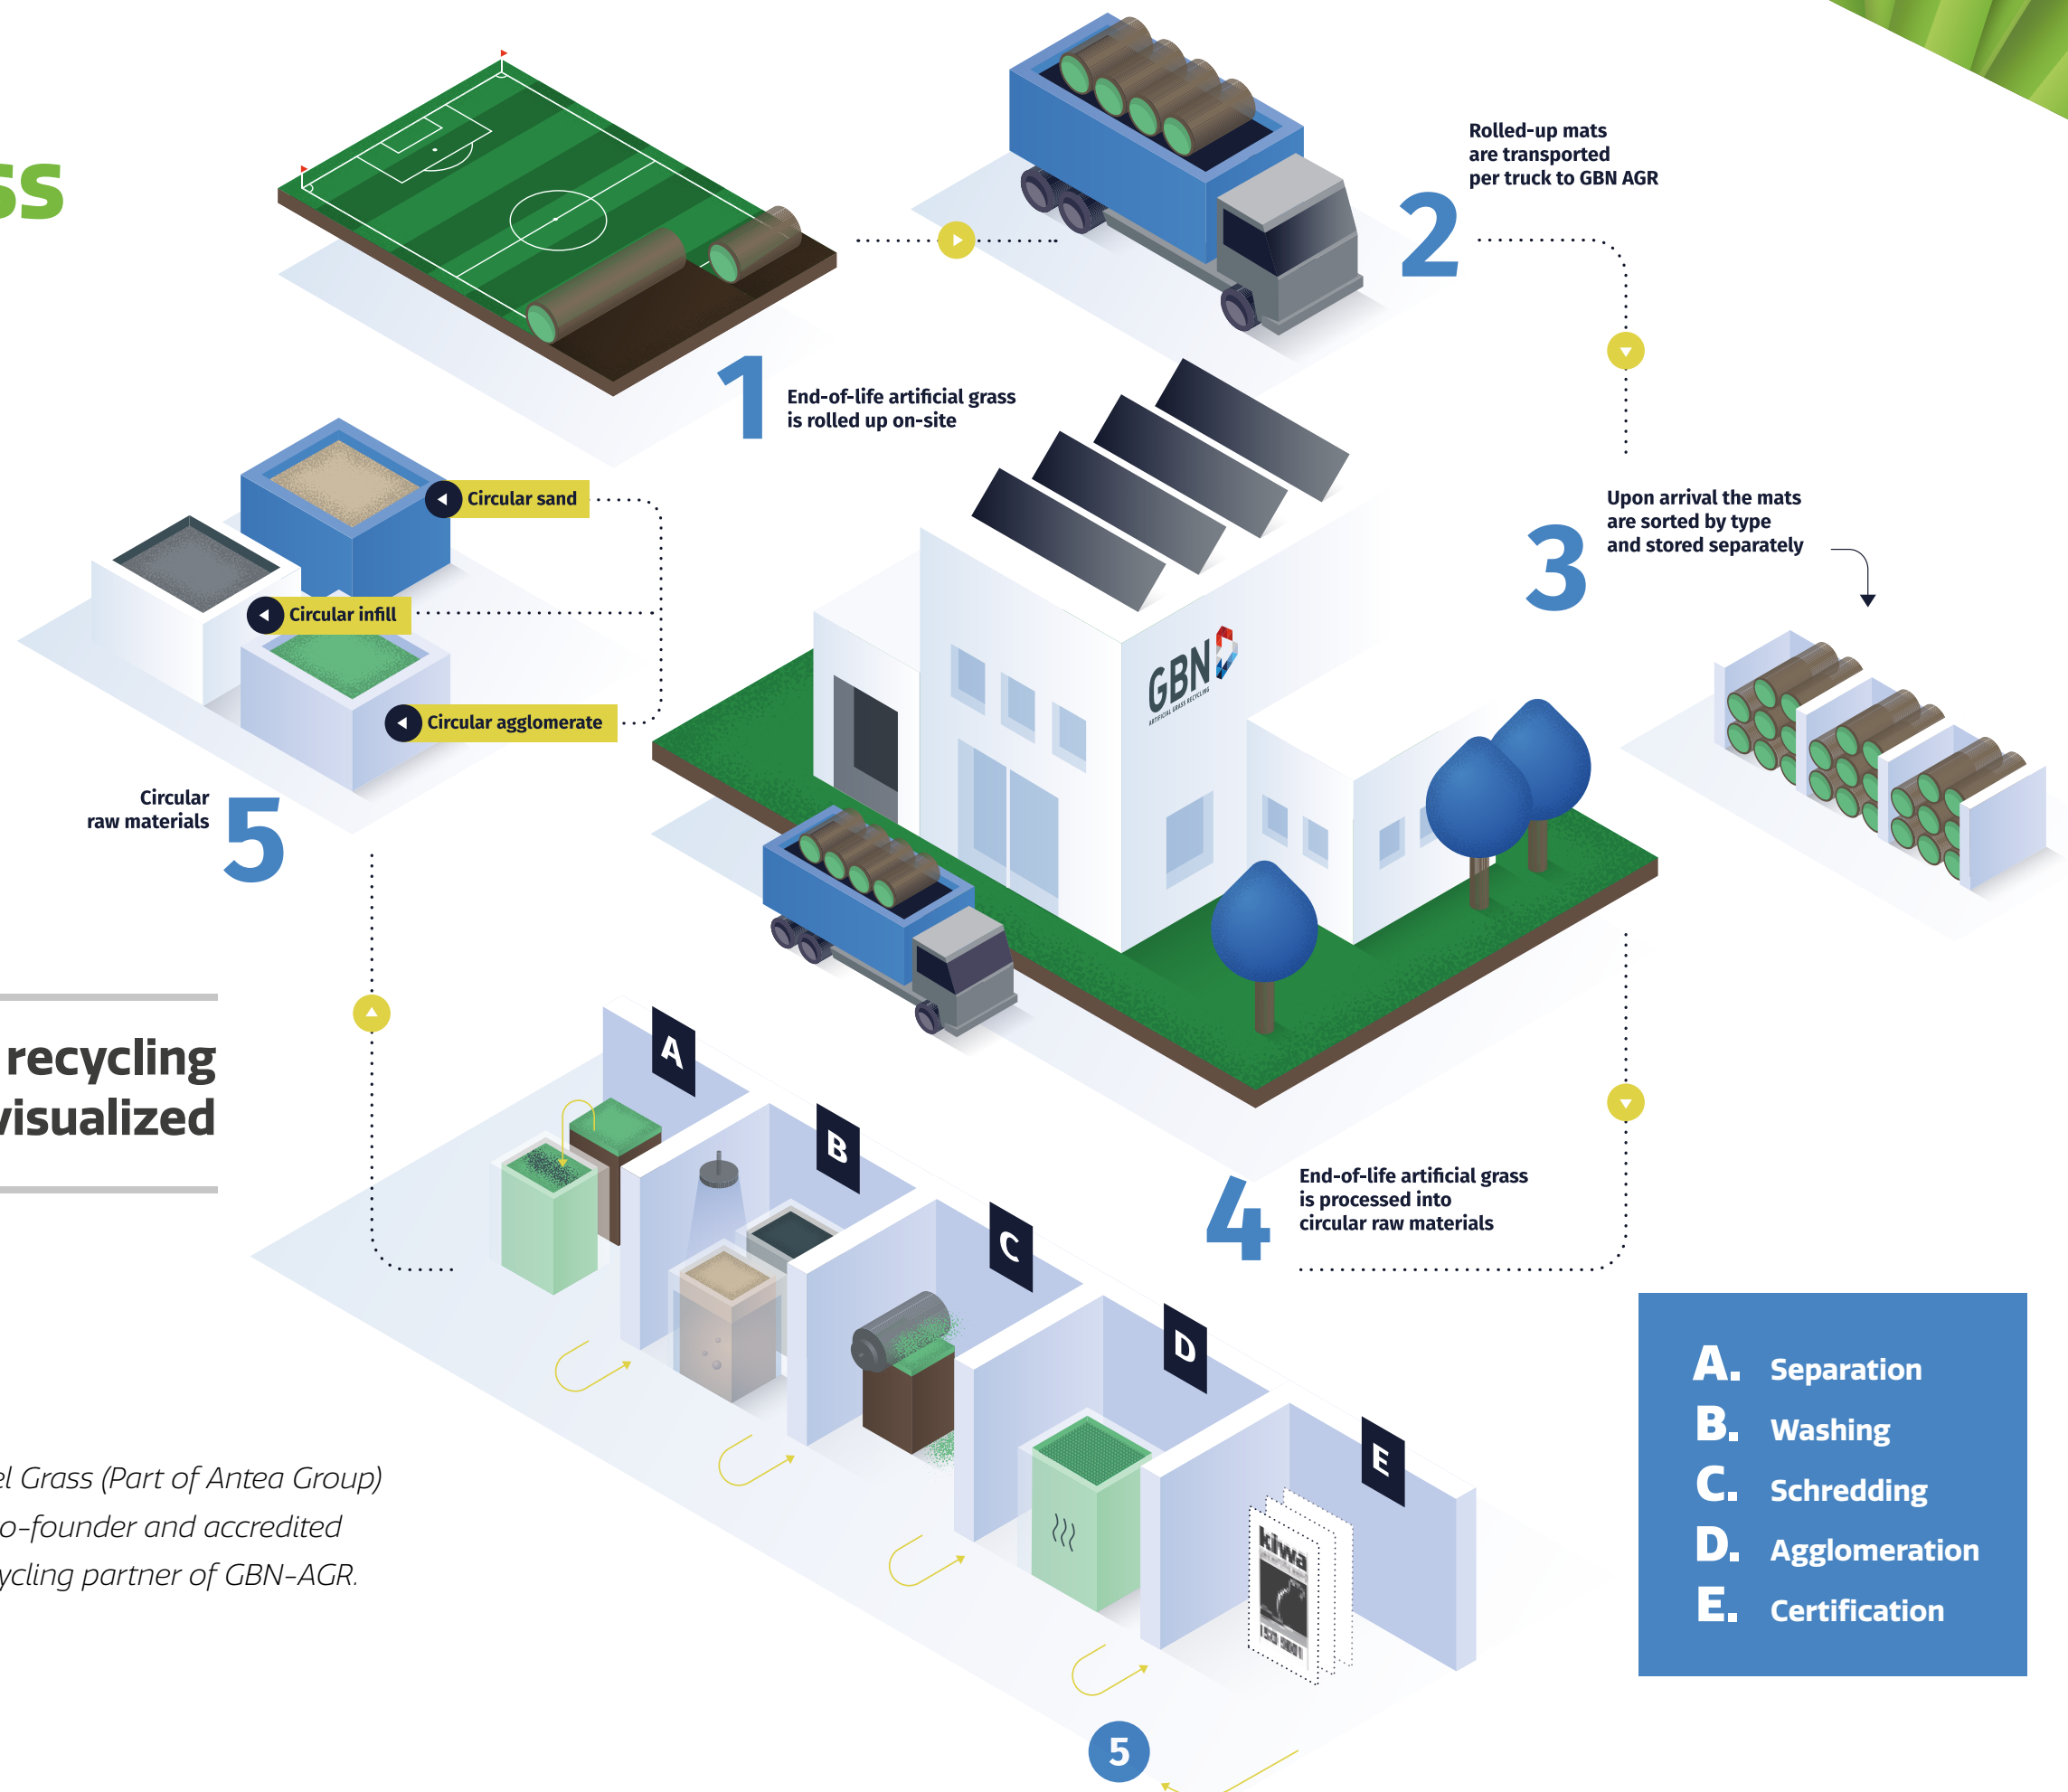 ss
Rolled-up mats
are transported
per truck to GBN AGR
2
1
End-of-life artificial grass
is rolled up on-site
Circular sand
Circular infill
Circular agglomerate
Upon arrival the mats
are sorted by type
and stored separately
3
GBN
ARTIFICIAL GRASS RECYCLING
Circular
raw materials
5
recycling
visualized
A
B
C
D
E
4
End-of-life artificial grass
is processed into
circular raw materials
A. Separation
B. Washing
C. Schredding
D. Agglomeration
E. Certification
el Grass (Part of Antea Group)
o-founder and accredited
ycling partner of GBN-AGR.
kiwa
ISO 9001
5